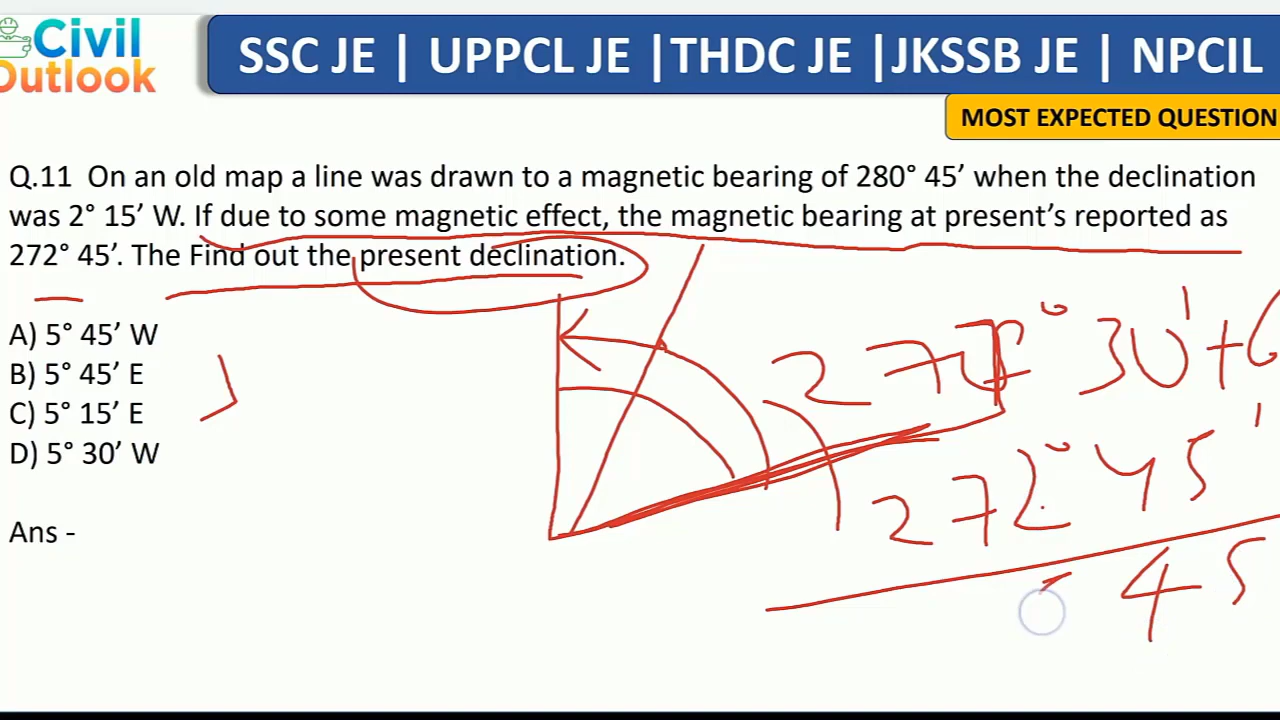 Civil
Outlook
SSC JE | UPPCL JE |THDC JE |JKSSB JE | NPCIL
MOST EXPECTED QUESTION
Q.11 On an old map a line was drawn to a magnetic bearing of 280° 45’ when the declination
was 2° 15’ W. If due to some magnetic effect, the magnetic bearing at present’s reported as
272° 45’. The Find out the present declination.
A) 5° 45’ W
B) 5° 45’ E
C) 5° 15’ E
D) 5° 30’ W
Ans -
30'+6
272° 45'
5 45